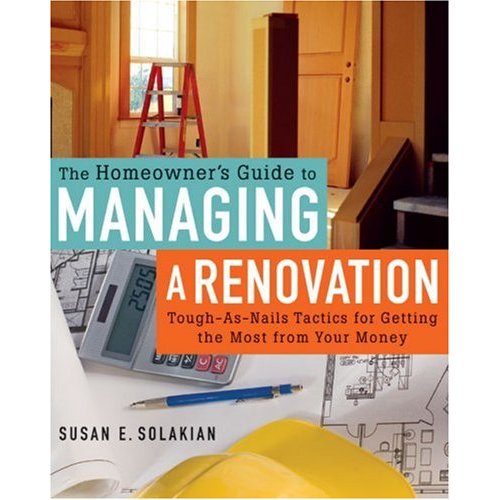 The Homeowner's Guide to
MANAGING
A RENOVATION
Tough-As-Nails Tactics for Getting
the Most from Your Money
2505
SUSAN E. SOLAKIAN